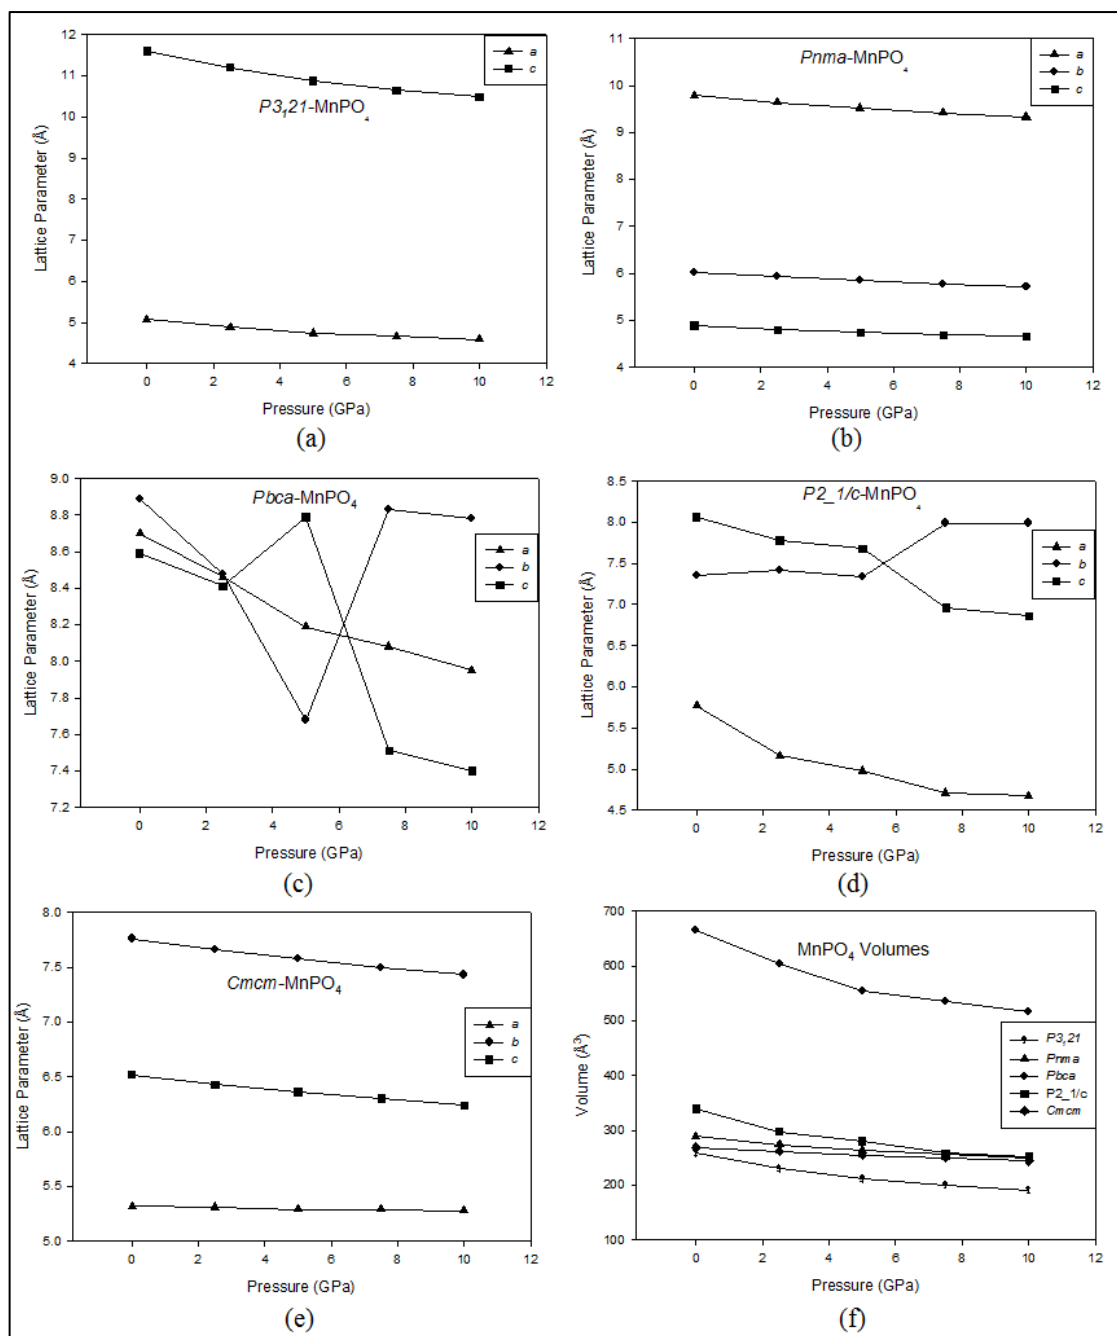 12
11
10
9
8
7
6
5
4
0 2 4 6 8 10 12
Lattice Parameter (Å)
Pressure (GPa)
P3₁21-MnPO₄
a
c
(a)
11
10
9
8
7
6
5
4
0 2 4 6 8 10 12
Lattice Parameter (Å)
Pressure (GPa)
Pnma-MnPO₄
a
b
c
(b)
9.0
8.8
8.6
8.4
8.2
8.0
7.8
7.6
7.4
7.2
0 2 4 6 8 10 12
Lattice Parameter (Å)
Pressure (GPa)
Pbca-MnPO₄
a
b
c
(c)
8.5
8.0
7.5
7.0
6.5
6.0
5.5
5.0
4.5
0 2 4 6 8 10 12
Lattice Parameter (Å)
Pressure (GPa)
P2_1/c-MnPO₄
a
b
c
(d)
8.0
7.5
7.0
6.5
6.0
5.5
5.0
0 2 4 6 8 10 12
Lattice Parameter (Å)
Pressure (GPa)
Cmcm-MnPO₄
a
b
c
(e)
700
600
500
400
300
200
100
0 2 4 6 8 10 12
Volume (Å³)
Pressure (GPa)
MnPO₄ Volumes
P3₁21
Pnma
Pbca
P2_1/c
Cmcm
(f)